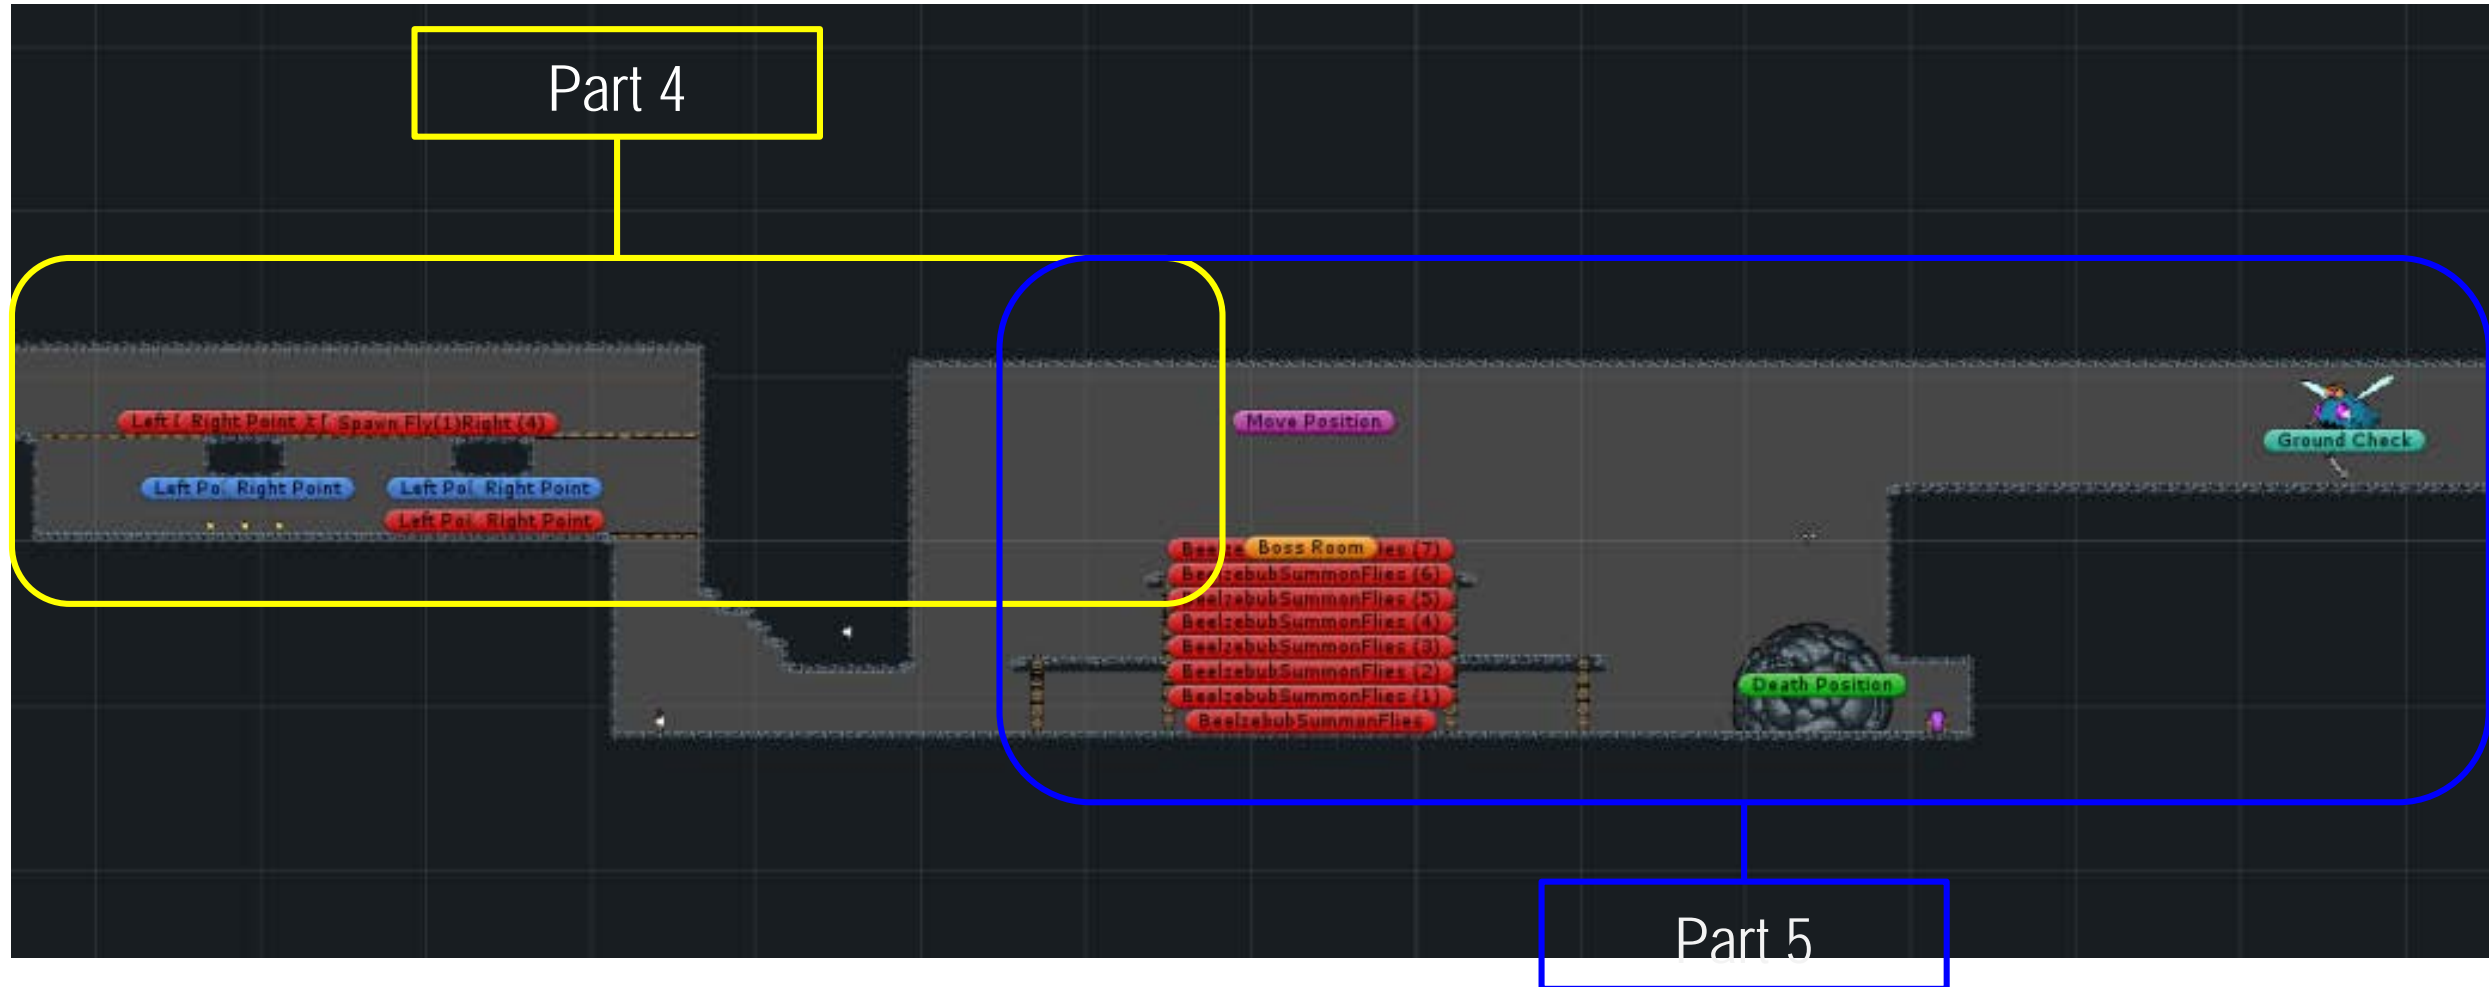 Part 4
Move Position
Left
Right Point
Spawn Fly(1)Right (4)
Ground Check
Left Po
Right Point
Left Poi
Right Point
Left Poi
Right Point
Boss Room
lies (7)
BeelzebubSummonFlies (6)
BeelzebubSummonFlies (5)
BeelzebubSummonFlies (4)
BeelzebubSummonFlies (3)
BeelzebubSummonFlies (2)
BeelzebubSummonFlies (1)
BeelzebubSummonFlies
Death Position
Part 5